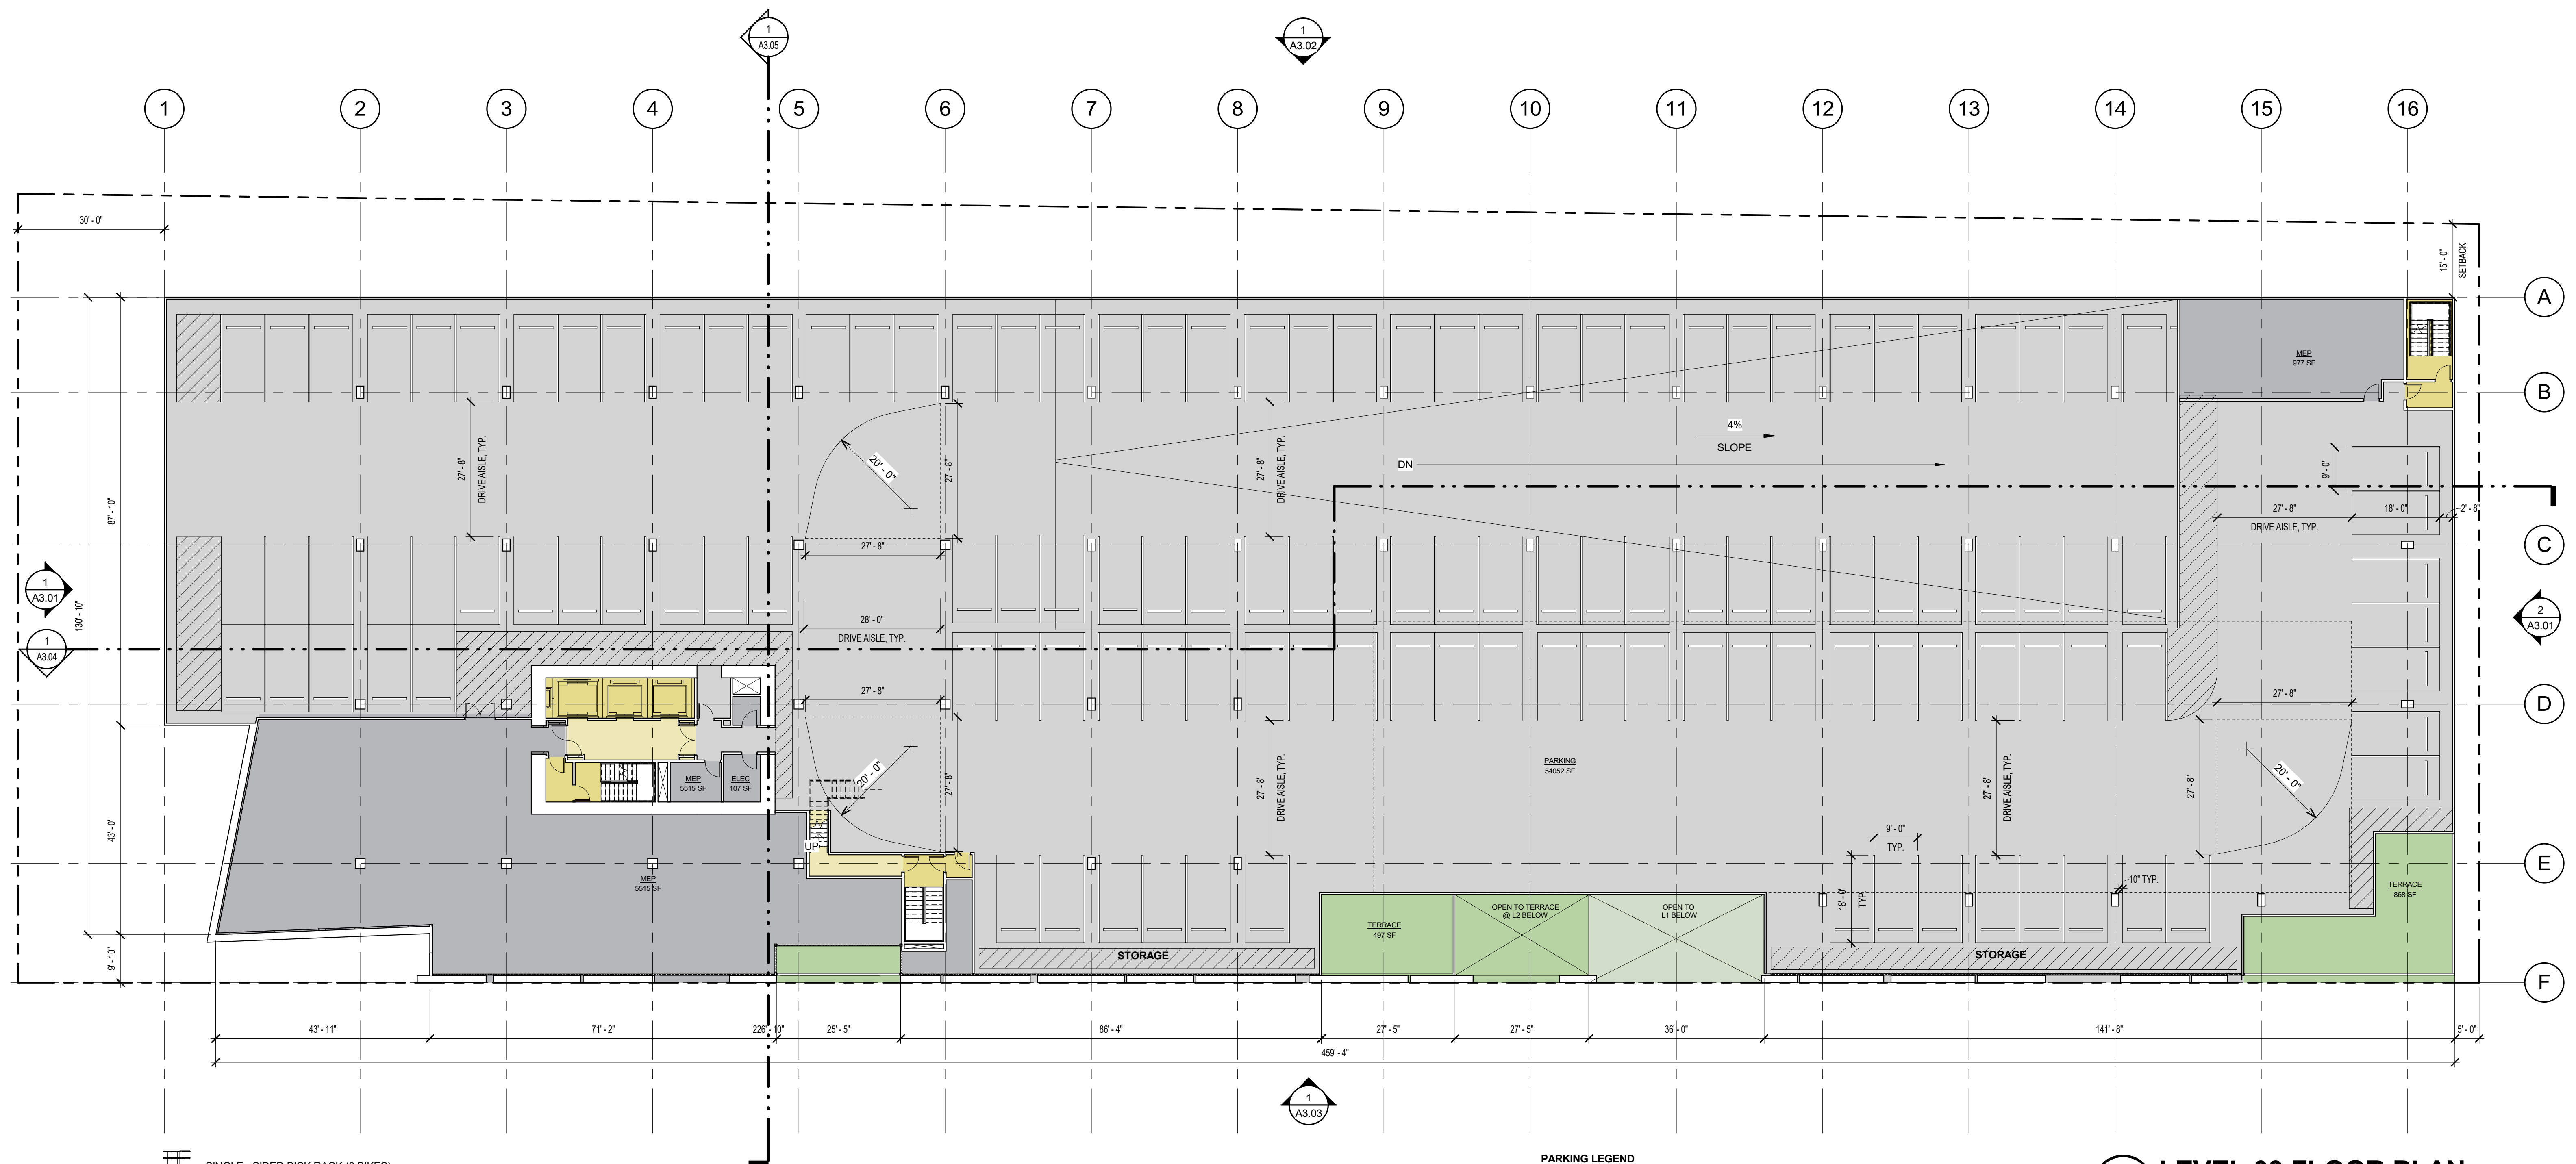 1
A3.05
1
A3.02
1
2
3
4
5
6
7
8
9
10
11
12
13
14
15
16
30' - 0"
15' - 0"
SETBACK
A
B
C
D
E
F
MEP
977 SF
4%
SLOPE
DN
27' - 8"
DRIVE AISLE, TYP.
20' - 0"
27' - 8"
27' - 8"
27' - 8"
DRIVE AISLE, TYP.
9' - 0"
27' - 8"
18' - 0"
2' - 8"
DRIVE AISLE, TYP.
87' - 10"
130' - 10"
1
A3.01
1
A3.04
2
A3.01
28' - 0"
DRIVE AISLE, TYP.
27' - 8"
27' - 8"
20' - 0"
27' - 8"
27' - 8"
DRIVE AISLE, TYP.
PARKING
54052 SF
27' - 8"
DRIVE AISLE, TYP.
27' - 8"
20' - 0"
MEP
5515 SF
ELEC
107 SF
UP
MEP
5515 SF
43' - 0"
9' - 10"
9' - 0"
TYP.
18' - 0"
TYP.
10" TYP.
TERRACE
868 SF
TERRACE
497 SF
OPEN TO TERRACE
@ L2 BELOW
OPEN TO
L1 BELOW
STORAGE
STORAGE
43' - 11"
71' - 2"
226' - 10"
25' - 5"
86' - 4"
27' - 5"
27' - 5"
36' - 0"
141' - 8"
5' - 0"
459' - 4"
1
A3.03
PARKING LEGEND